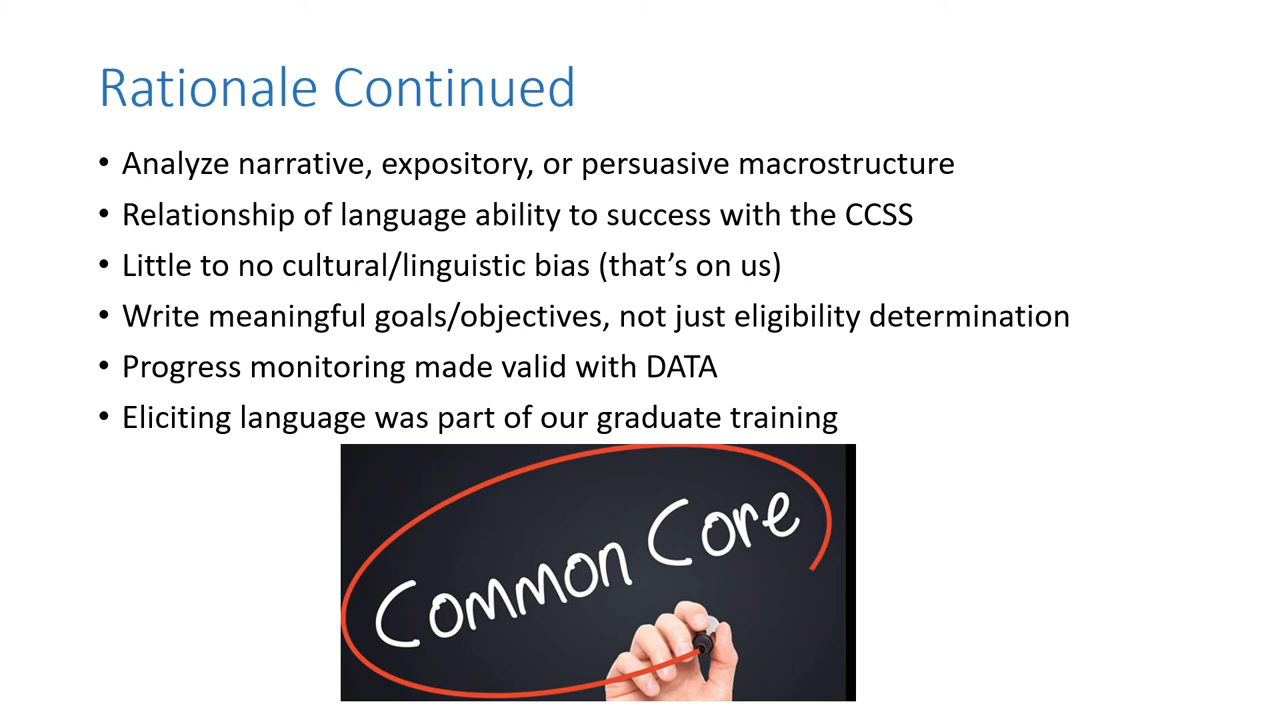 Rationale Continued
• Analyze narrative, expository, or persuasive macrostructure
• Relationship of language ability to success with the CCSS
• Little to no cultural/linguistic bias (that’s on us)
• Write meaningful goals/objectives, not just eligibility determination
• Progress monitoring made valid with DATA
• Eliciting language was part of our graduate training
Common Core